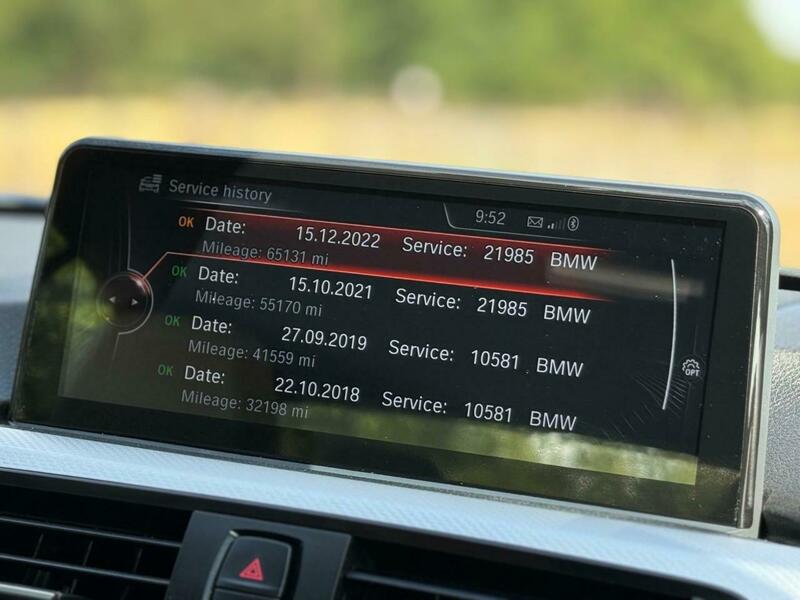 Service history
9:52
OK Date: 15.12.2022 Service: 21985 BMW
Mileage: 65131 mi
OK Date: 15.10.2021 Service: 21985 BMW
Mileage: 55170 mi
OK Date: 27.09.2019 Service: 10581 BMW
Mileage: 41559 mi
OK Date: 22.10.2018 Service: 10581 BMW
Mileage: 32198 mi
OPT